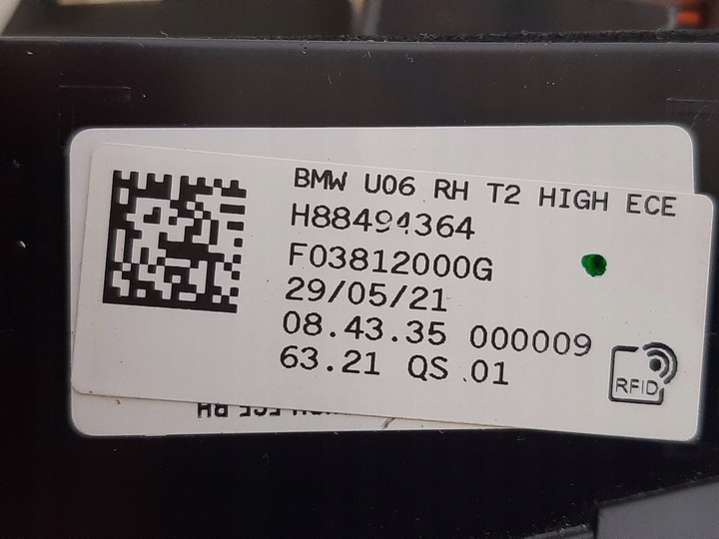 BMW U06 RH T2 HIGH ECE
H88494364
F03812000G
29/05/21
08.43.35 000009
63.21 QS .01
RFID